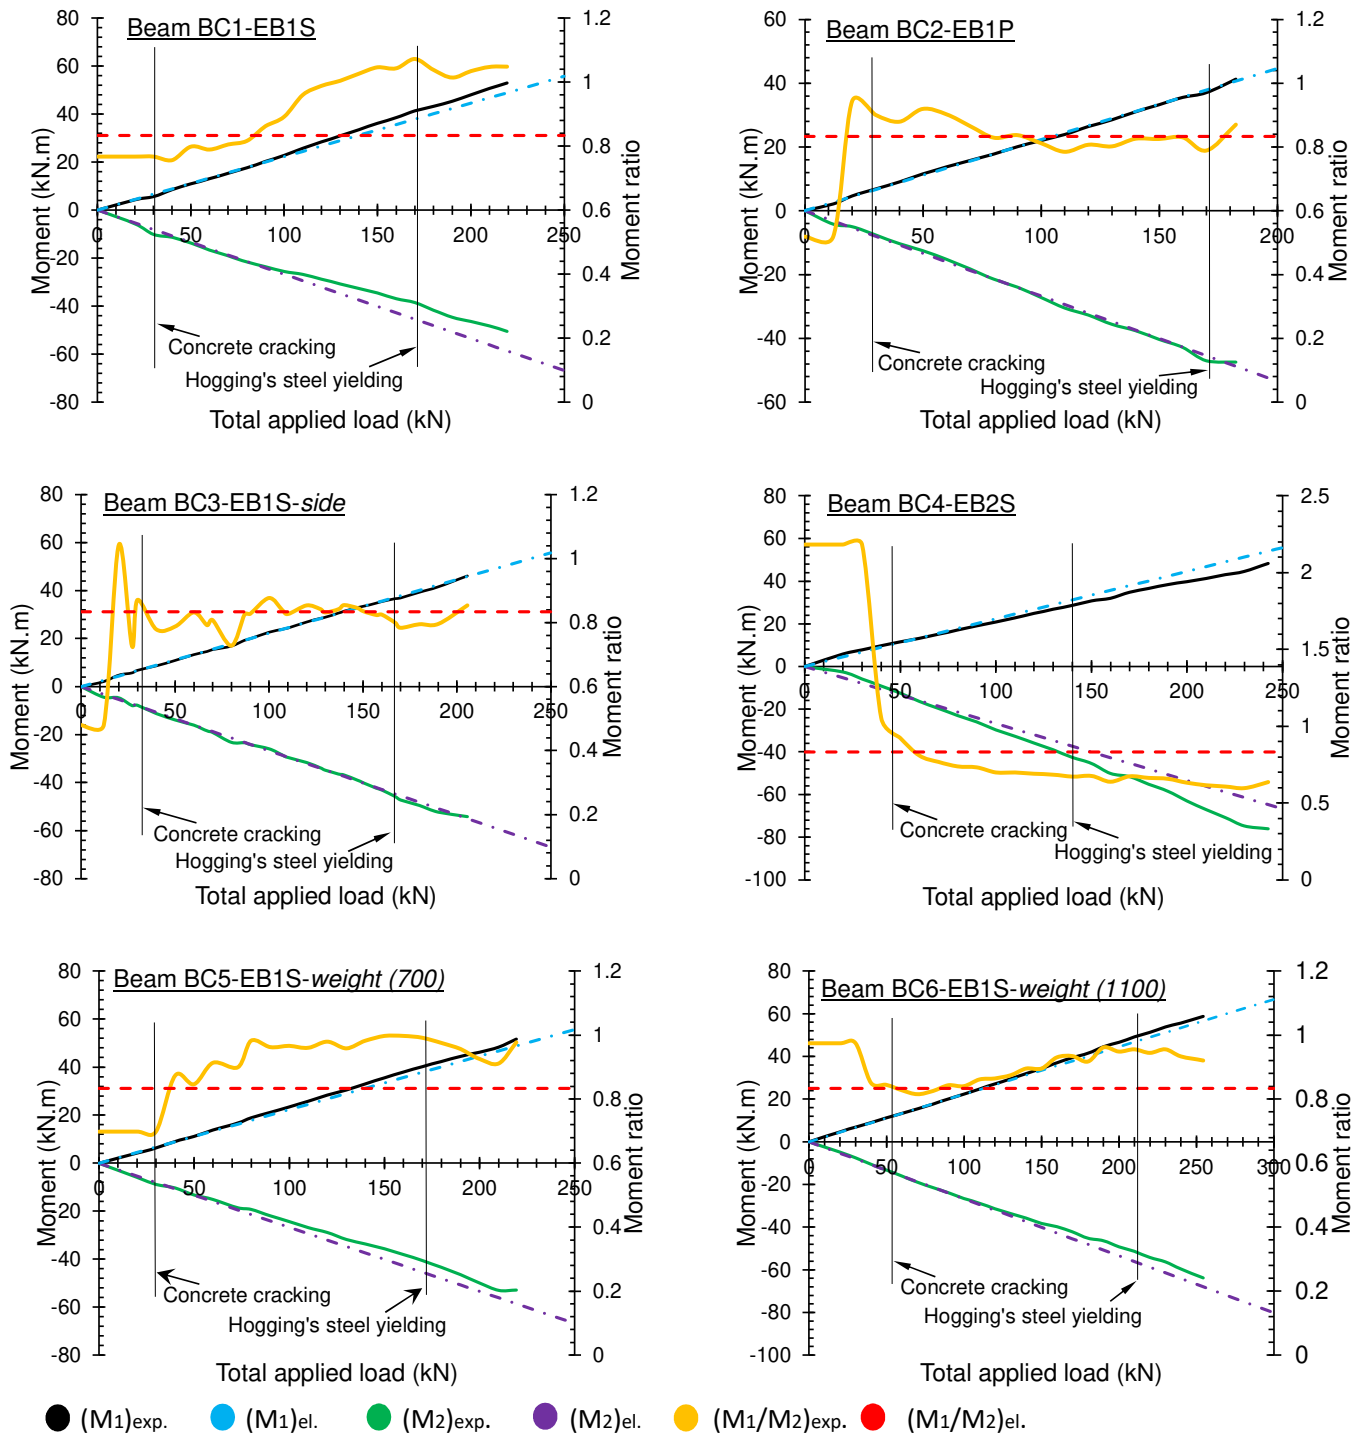 Beam BC1-EB1S
80
60
40
20
0
-20
-40
-60
-80
0 50 100 150 200 250
1.2
1
0.8
0.6
0.4
0.2
0
Moment (kN.m)
Moment ratio
Concrete cracking
Hogging's steel yielding
Total applied load (kN)
Beam BC2-EB1P
60
40
20
0
-20
-40
-60
0 50 100 150 200
1.2
1
0.8
0.6
0.4
0.2
0
Moment (kN.m)
Moment ratio
Concrete cracking
Hogging's steel yielding
Total applied load (kN)
Beam BC3-EB1S-side
80
60
40
20
0
-20
-40
-60
-80
0 50 100 150 200 250
1.2
1
0.8
0.6
0.4
0.2
0
Moment (kN.m)
Moment ratio
Concrete cracking
Hogging's steel yielding
Total applied load (kN)
Beam BC4-EB2S
80
60
40
20
0
-20
-40
-60
-80
-100
0 50 100 150 200 250
2.5
2
1.5
1
0.5
0
Moment (kN.m)
Moment ratio
Concrete cracking
Hogging's steel yielding
Total applied load (kN)
Beam BC5-EB1S-weight (700)
80
60
40
20
0
-20
-40
-60
-80
0 50 100 150 200 250
1.2
1
0.8
0.6
0.4
0.2
0
Moment (kN.m)
Moment ratio
Concrete cracking
Hogging's steel yielding
Total applied load (kN)
Beam BC6-EB1S-weight (1100)
80
60
40
20
0
-20
-40
-60
-80
-100
0 50 100 150 200 250 300
1.2
1
0.8
0.6
0.4
0.2
0
Moment (kN.m)
Moment ratio
Concrete cracking
Hogging's steel yielding
Total applied load (kN)
(M1)exp. (M1)el. (M2)exp. (M2)el. (M1/M2)exp. (M1/M2)el.